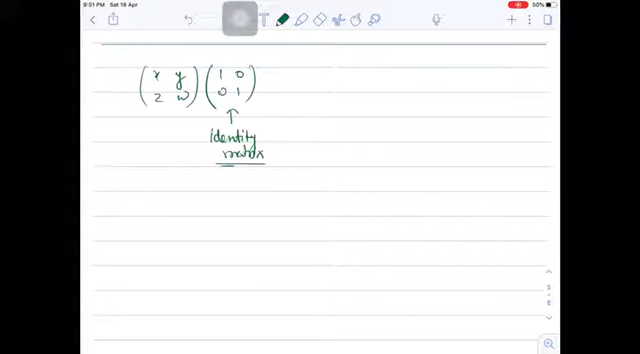 9:51 PM Sat 18 Apr 50%
T
( x y ) ( 1 0 )
( z w ) ( 0 1 )
↑
Identity
matrix
5
6